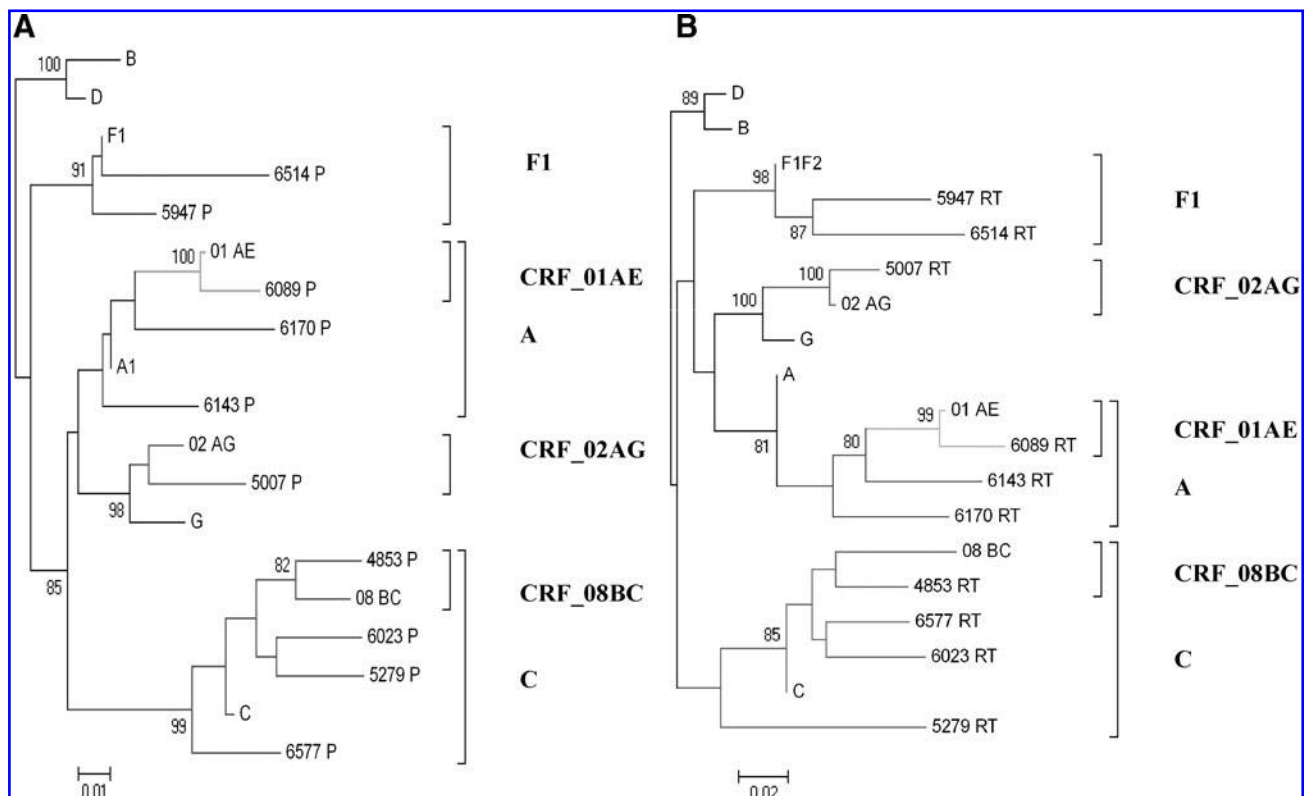 A
100
B
D
F1
91
6514 P
5947 P
F1
100
01 AE
6089 P
CRF_01AE
6170 P
A
A1
6143 P
02 AG
CRF_02AG
5007 P
98
G
85
82
4853 P
08 BC
CRF_08BC
6023 P
5279 P
C
C
99
6577 P
0.01
B
89
D
B
98
F1F2
5947 RT
F1
87
6514 RT
100
5007 RT
CRF_02AG
100
02 AG
G
A
99
01 AE
CRF_01AE
81
80
6089 RT
6143 RT
A
6170 RT
08 BC
CRF_08BC
4853 RT
6577 RT
85
6023 RT
C
C
5279 RT
0.02